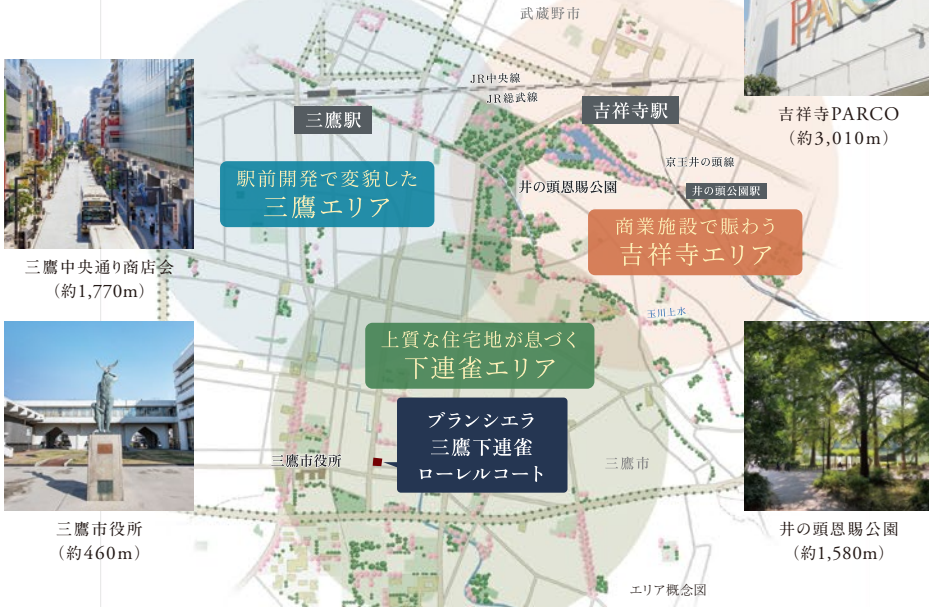 武蔵野市
PARCO
JR中央線
JR総武線
三鷹駅
吉祥寺駅
吉祥寺PARCO
（約3,010m）
京王井の頭線
井の頭公園駅
井の頭恩賜公園
駅前開発で変貌した
三鷹エリア
商業施設で賑わう
吉祥寺エリア
三鷹中央通り商店会
（約1,770m）
玉川上水
上質な住宅地が息づく
下連雀エリア
ブランシエラ
三鷹下連雀
ローレルコート
三鷹市役所
三鷹市
三鷹市役所
（約460m）
井の頭恩賜公園
（約1,580m）
エリア概念図